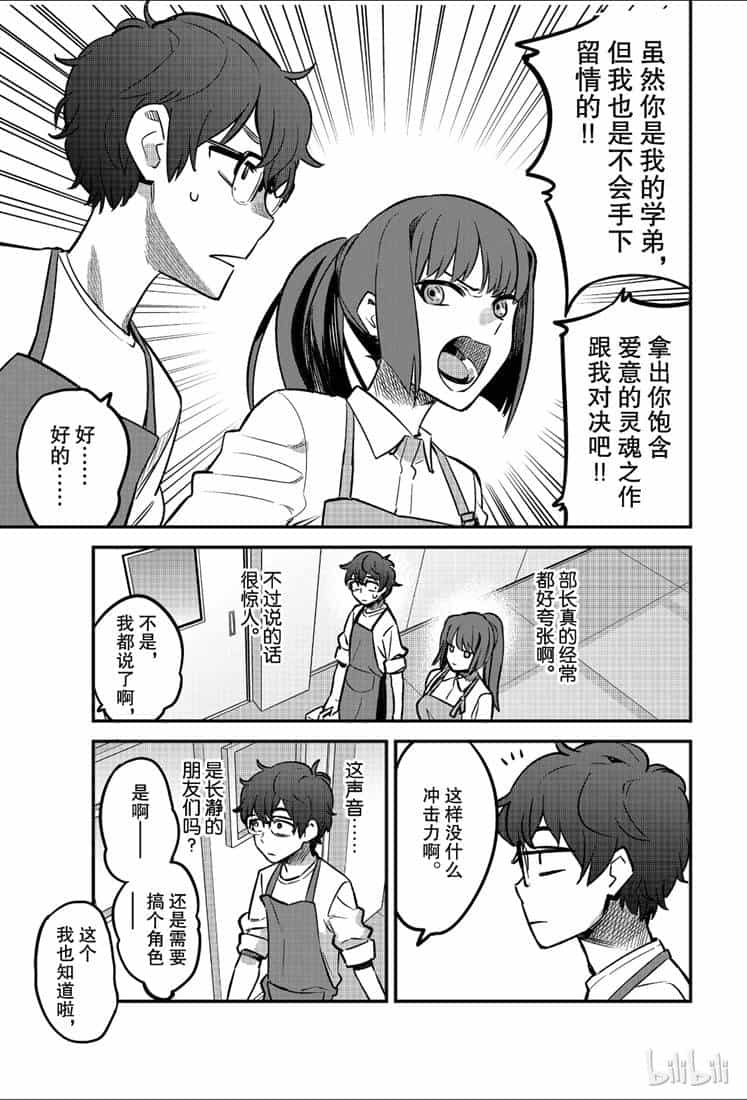 虽然你是我的学弟，
但我也是不会手下
留情的!!
拿出你饱含
爱意的灵魂之作
跟我对决吧!!
好……
好的……
部长真的经常
都好夸张啊。
不过说的话
很惊人。
不是，
我都说了啊，
这样没什么
冲击力啊。
这声音……
是长瀞的
朋友们吗？
是啊——
还是需要
搞个角色——
这个
我也知道啦，
bilibili